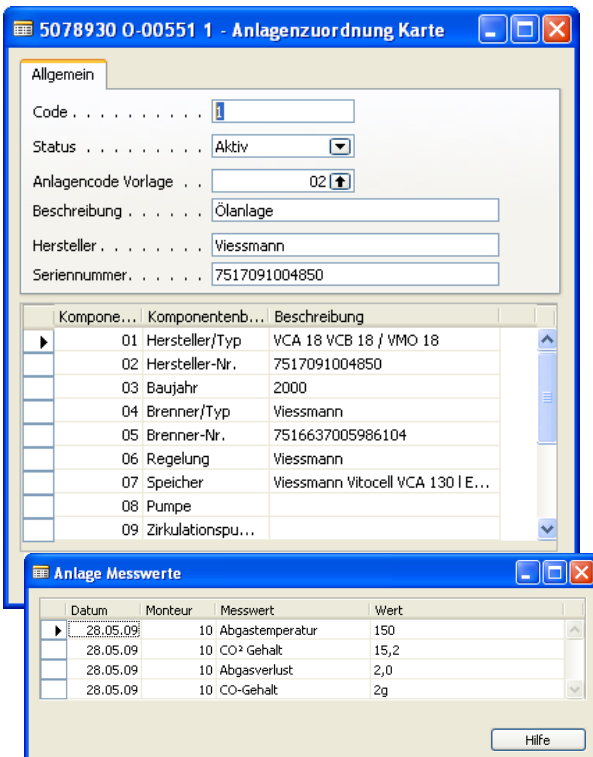 5078930 O-00551 1 - Anlagenzuordnung Karte
Allgemein
Code . . . . . . . . . . 1
Status . . . . . . . . . Aktiv
Anlagencode Vorlage . . 02
Beschreibung . . . . . . Ölanlage
Hersteller . . . . . . . . Viessmann
Seriennummer. . . . . . 7517091004850
Kompone... Komponentenb... Beschreibung
01 Hersteller/Typ VCA 18 VCB 18 / VMO 18
02 Hersteller-Nr. 7517091004850
03 Baujahr 2000
04 Brenner/Typ Viessmann
05 Brenner-Nr. 7516637005986104
06 Regelung Viessmann
07 Speicher Viessmann Vitocell VCA 130 l E...
08 Pumpe
09 Zirkulationspu...
Anlage Messwerte
Datum Monteur Messwert Wert
28.05.09 10 Abgastemperatur 150
28.05.09 10 CO² Gehalt 15,2
28.05.09 10 Abgasverlust 2,0
28.05.09 10 CO-Gehalt 2g
Hilfe